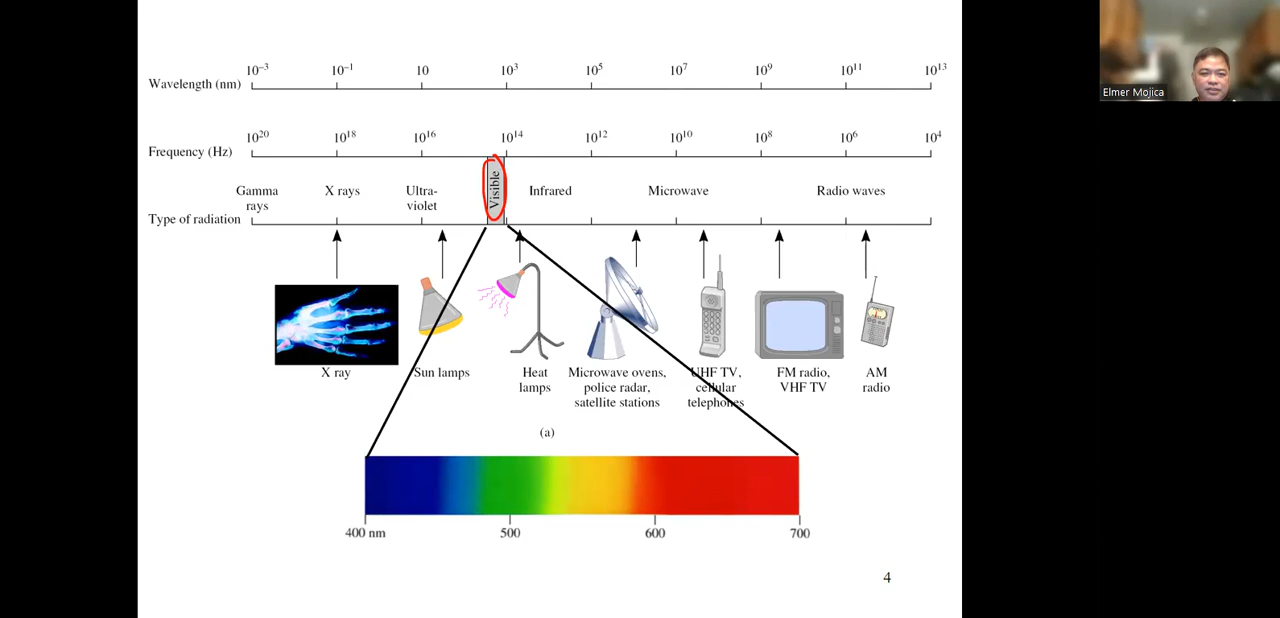 10⁻³ 10⁻¹ 10 10³ 10⁵ 10⁷ 10⁹ 10¹¹ 10¹³
Wavelength (nm)
10²⁰ 10¹⁸ 10¹⁶ 10¹⁴ 10¹² 10¹⁰ 10⁸ 10⁶ 10⁴
Frequency (Hz)
Gamma
rays
X rays
Ultra-
violet
Visible
Infrared
Microwave
Radio waves
Type of radiation
X ray
Sun lamps
Heat
lamps
Microwave ovens,
police radar,
satellite stations
UHF TV,
cellular
telephones
FM radio,
VHF TV
AM
radio
(a)
400 nm 500 600 700
4
Elmer Mojica